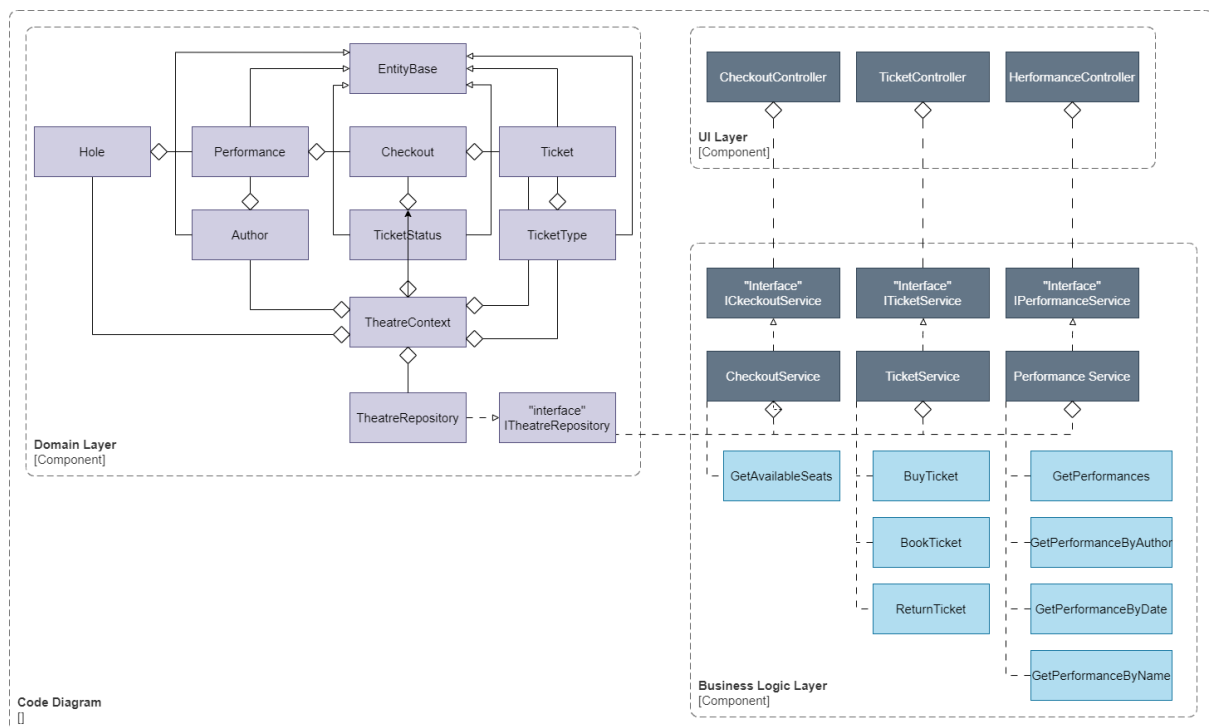 EntityBase
Hole
Performance
Checkout
Ticket
Author
TicketStatus
TicketType
TheatreContext
TheatreRepository
"interface"
ITheatreRepository
Domain Layer
[Component]
CheckoutController
TicketController
HerformanceController
UI Layer
[Component]
"Interface"
ICkeckoutService
"Interface"
ITicketService
"Interface"
IPerformanceService
CheckoutService
TicketService
Performance Service
GetAvailableSeats
BuyTicket
GetPerformances
BookTicket
GetPerformanceByAuthor
ReturnTicket
GetPerformanceByDate
GetPerformanceByName
Business Logic Layer
[Component]
Code Diagram
[]